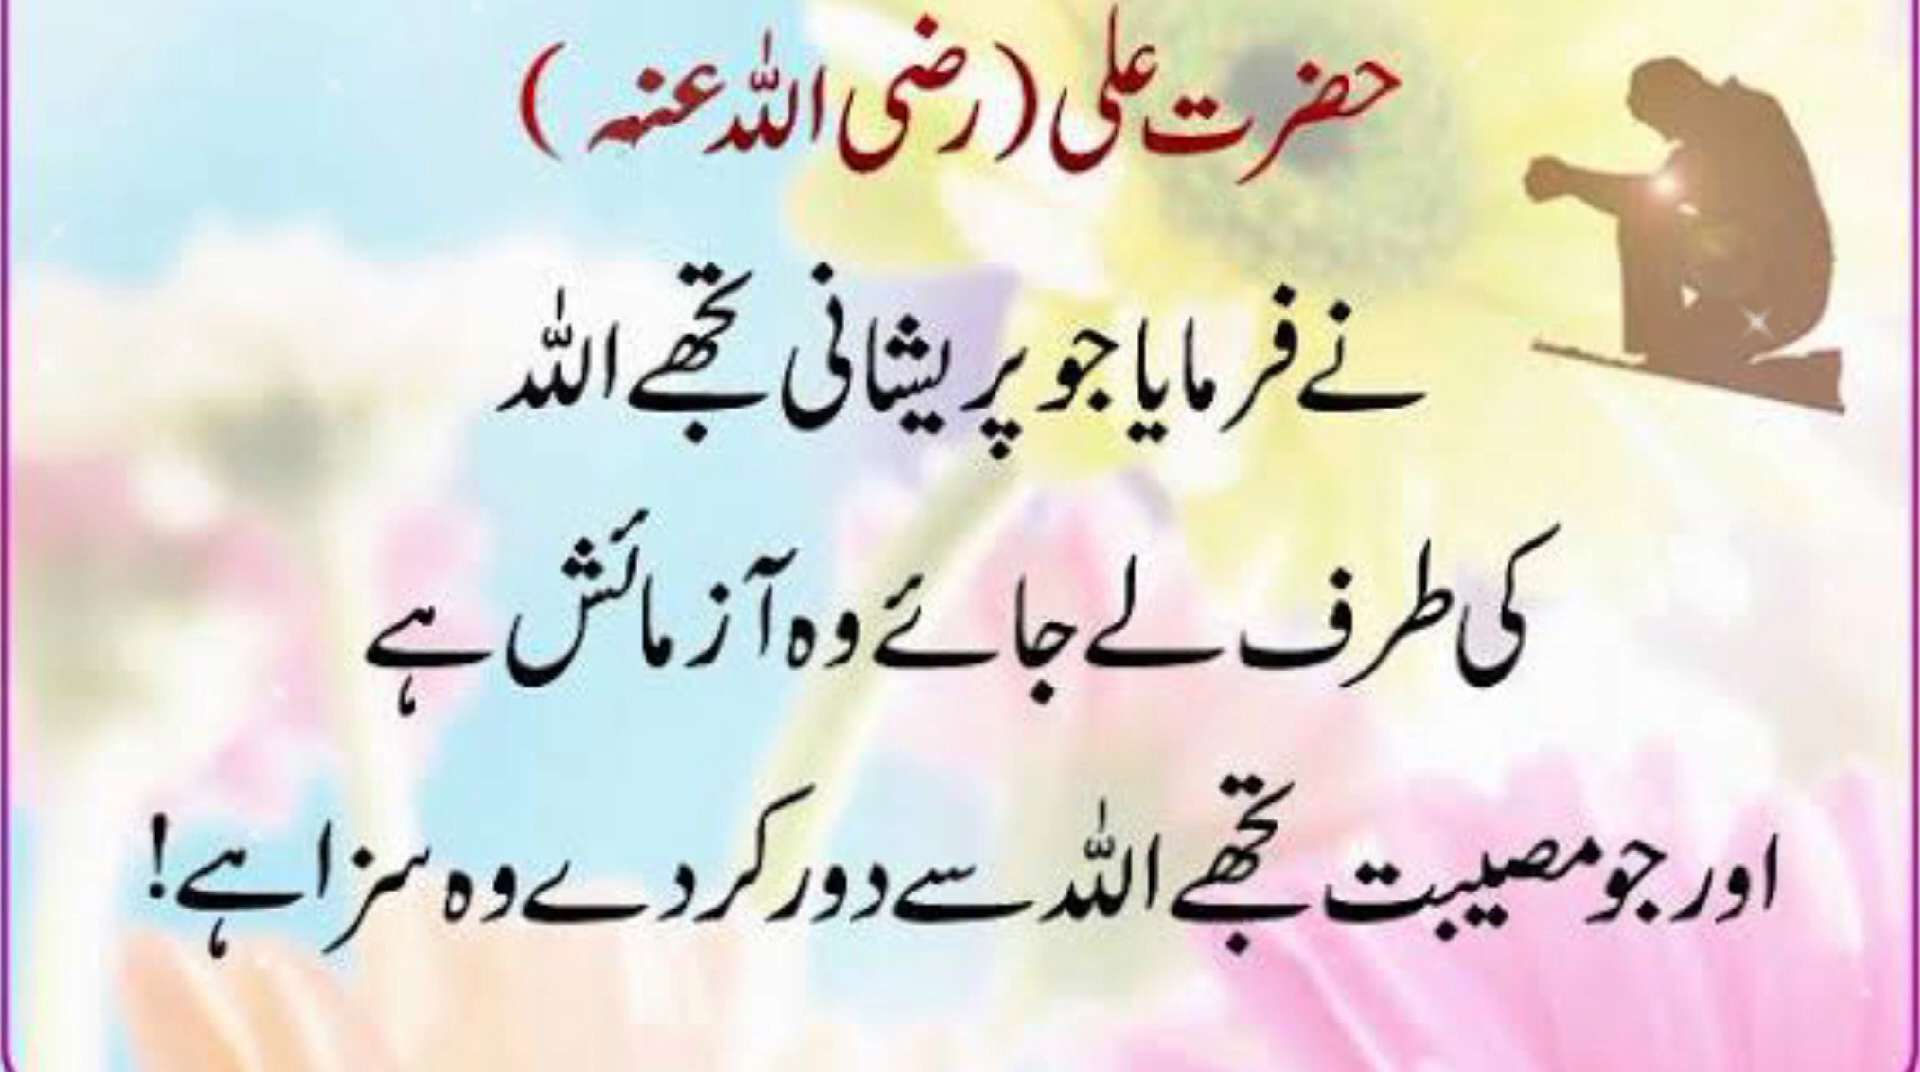 حضرت علی (رضی اللہ عنہ)
نے فرمایا جو پریشانی تجھے اللہ
کی طرف لے جائے وہ آزمائش ہے
اور جو مصیبت تجھے اللہ سے دور کر دے وہ سزا ہے!